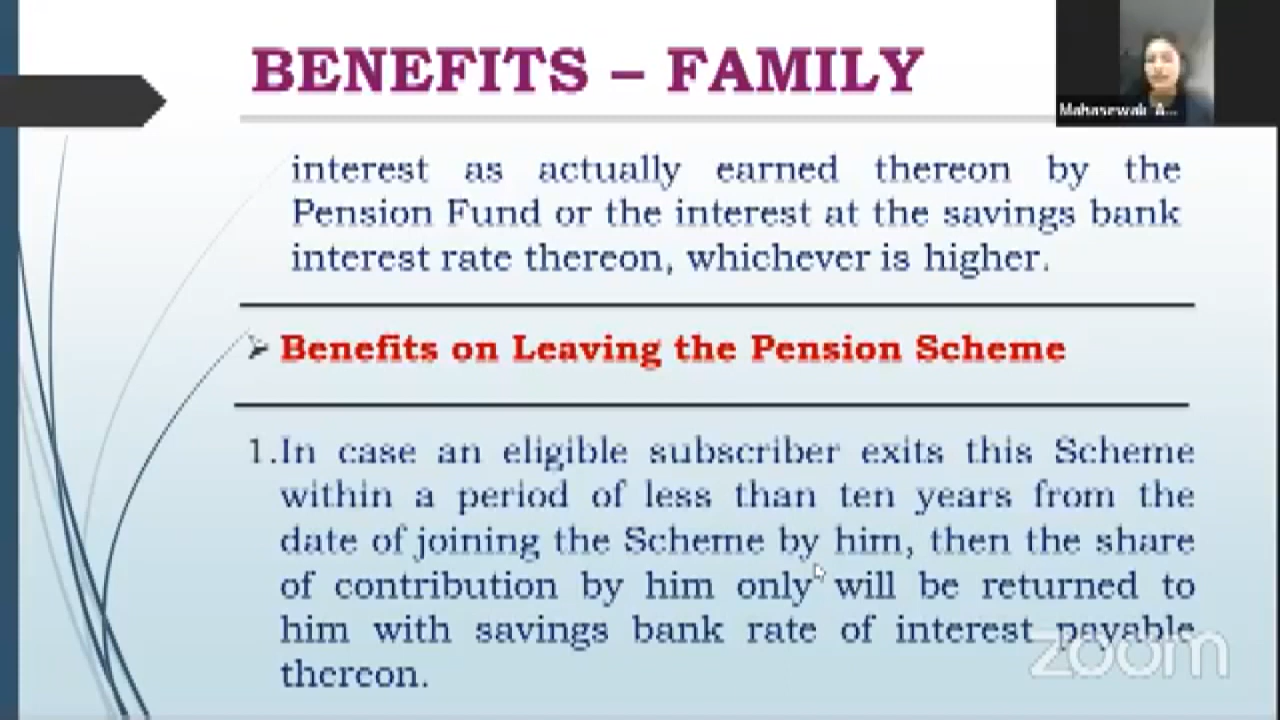 BENEFITS – FAMILY
interest as actually earned thereon by the
Pension Fund or the interest at the savings bank
interest rate thereon, whichever is higher.
➢ Benefits on Leaving the Pension Scheme
1.In case an eligible subscriber exits this Scheme
within a period of less than ten years from the
date of joining the Scheme by him, then the share
of contribution by him only will be returned to
him with savings bank rate of interest payable
thereon.
Mahasewak A...
zoom